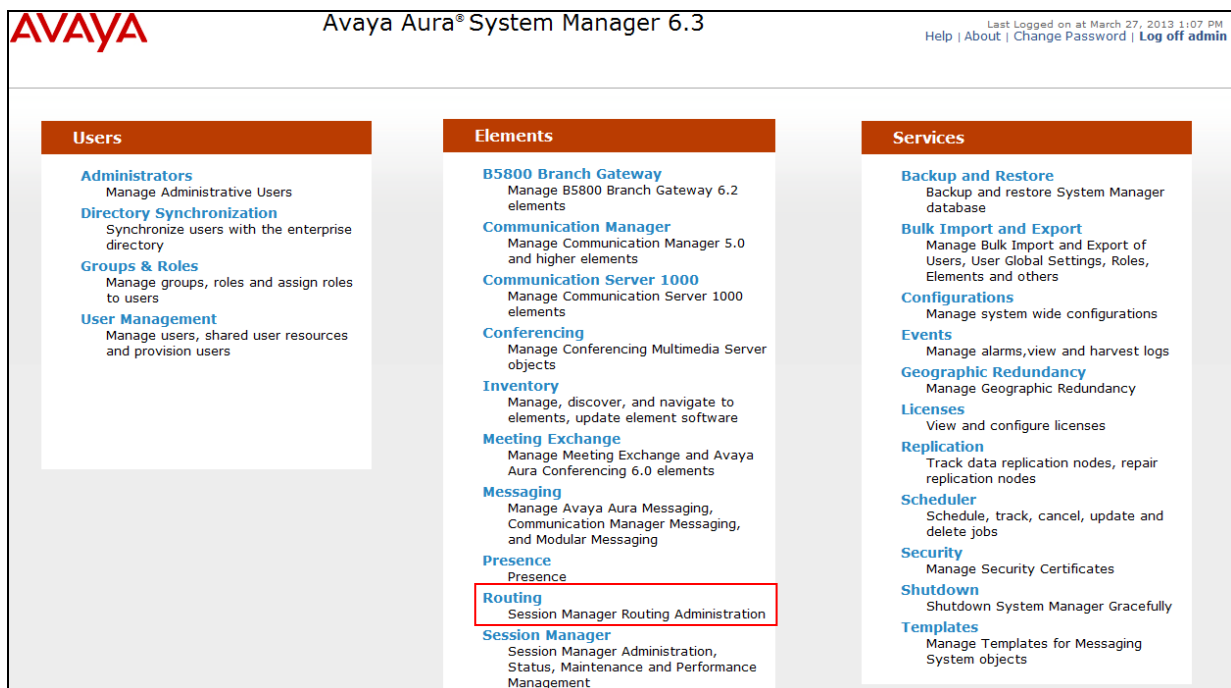 AVAYA
Avaya Aura® System Manager 6.3
Last Logged on at March 27, 2013 1:07 PM
Help | About | Change Password | Log off admin
Users
Administrators
Manage Administrative Users
Directory Synchronization
Synchronize users with the enterprise
directory
Groups & Roles
Manage groups, roles and assign roles
to users
User Management
Manage users, shared user resources
and provision users
Elements
B5800 Branch Gateway
Manage B5800 Branch Gateway 6.2
elements
Communication Manager
Manage Communication Manager 5.0
and higher elements
Communication Server 1000
Manage Communication Server 1000
elements
Conferencing
Manage Conferencing Multimedia Server
objects
Inventory
Manage, discover, and navigate to
elements, update element software
Meeting Exchange
Manage Meeting Exchange and Avaya
Aura Conferencing 6.0 elements
Messaging
Manage Avaya Aura Messaging,
Communication Manager Messaging,
and Modular Messaging
Presence
Presence
Routing
Session Manager Routing Administration
Session Manager
Session Manager Administration,
Status, Maintenance and Performance
Management
Services
Backup and Restore
Backup and restore System Manager
database
Bulk Import and Export
Manage Bulk Import and Export of
Users, User Global Settings, Roles,
Elements and others
Configurations
Manage system wide configurations
Events
Manage alarms,view and harvest logs
Geographic Redundancy
Manage Geographic Redundancy
Licenses
View and configure licenses
Replication
Track data replication nodes, repair
replication nodes
Scheduler
Schedule, track, cancel, update and
delete jobs
Security
Manage Security Certificates
Shutdown
Shutdown System Manager Gracefully
Templates
Manage Templates for Messaging
System objects